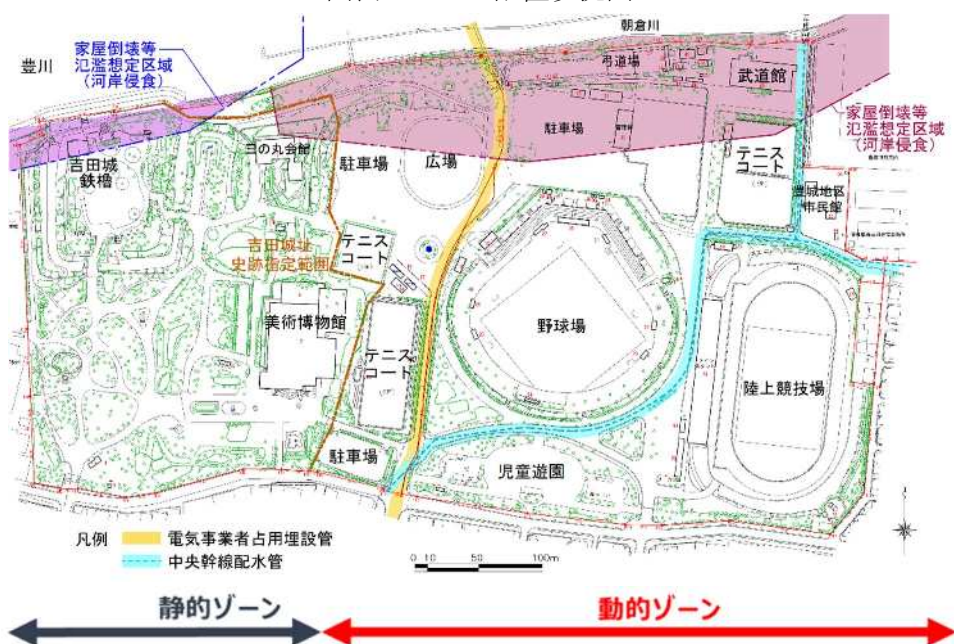 朝倉川
豊川
家屋倒壊等
氾濫想定区域
(河岸侵食)
弓道場
武道館
家屋倒壊等
氾濫想定区域
(河岸侵食)
吉田城
鉄櫓
三の丸会館
駐車場
広場
駐車場
テニス
コート
豊城地区
市民館
吉田城址
史跡指定範囲
テニス
コート
美術博物館
テニス
コート
野球場
陸上競技場
駐車場
児童遊園
凡例
電気事業者占用埋設管
中央幹線配水管
0 10 50 100m
静的ゾーン
動的ゾーン